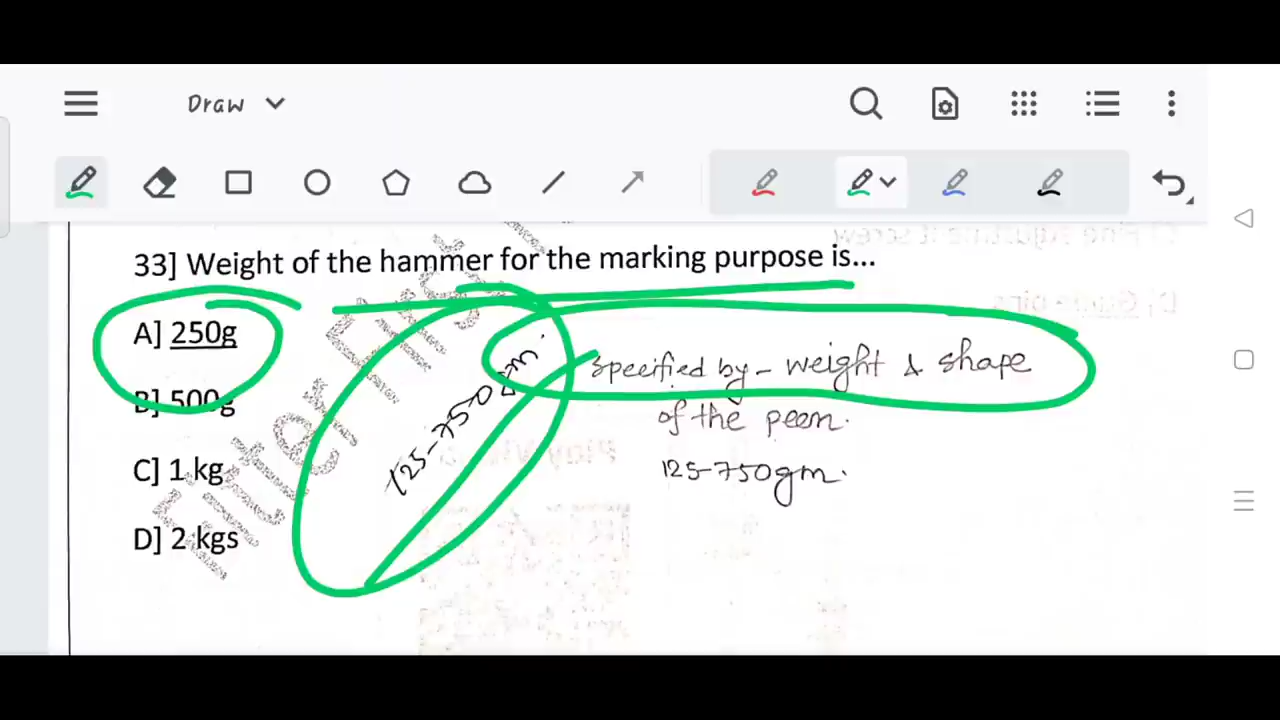 Draw
33] Weight of the hammer for the marking purpose is...
A] 250g
B] 500g
C] 1 kg
D] 2 kgs
125-750 gm.
specified by - weight & shape
of the peen.
125-750gm.